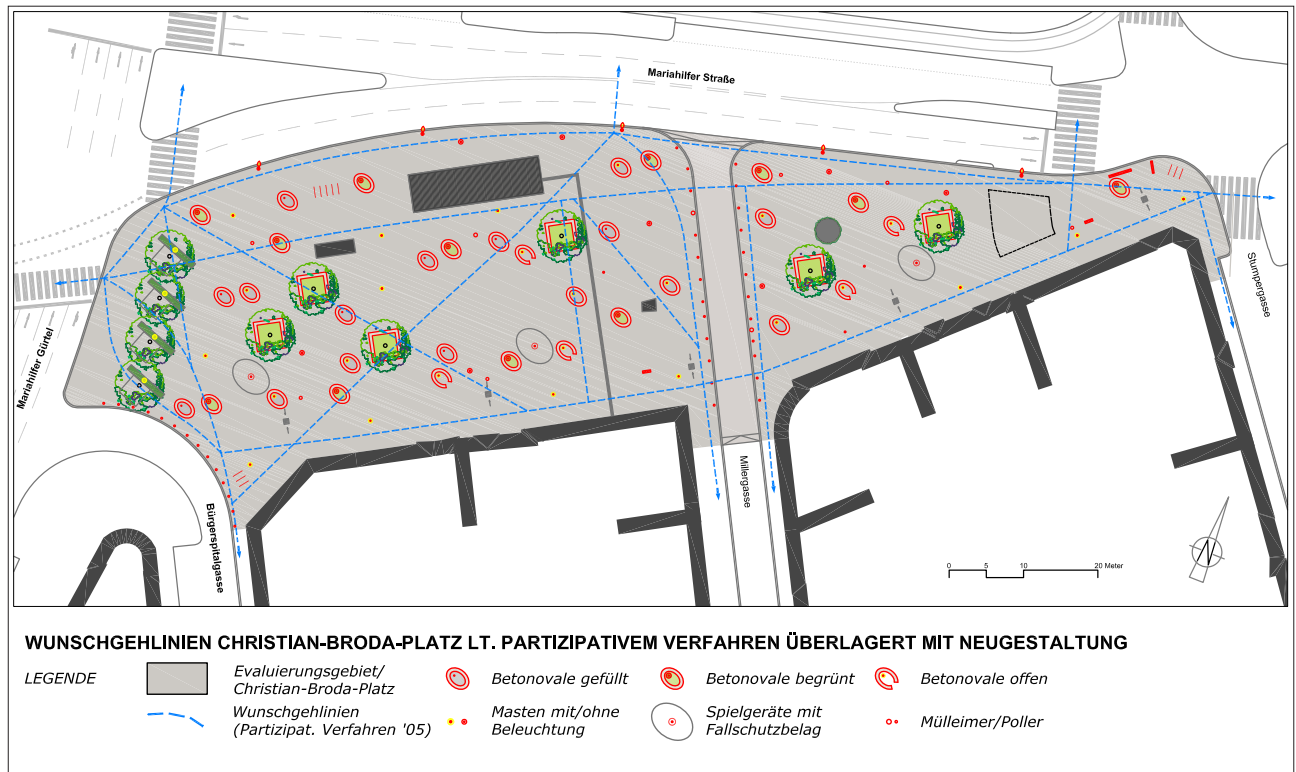 Mariahilfer Straße
Mariahilfer Gürtel
Bürgerspitalgasse
Millergasse
Stumpergasse
N
0 5 10 20 Meter
WUNSCHGEHLINIEN CHRISTIAN-BRODA-PLATZ LT. PARTIZIPATIVEM VERFAHREN ÜBERLAGERT MIT NEUGESTALTUNG
LEGENDE
Evaluierungsgebiet/
Christian-Broda-Platz
Betonovale gefüllt
Betonovale begrünt
Betonovale offen
Wunschgehlinien
(Partizipat. Verfahren '05)
Masten mit/ohne
Beleuchtung
Spielgeräte mit
Fallschutzbelag
Mülleimer/Poller